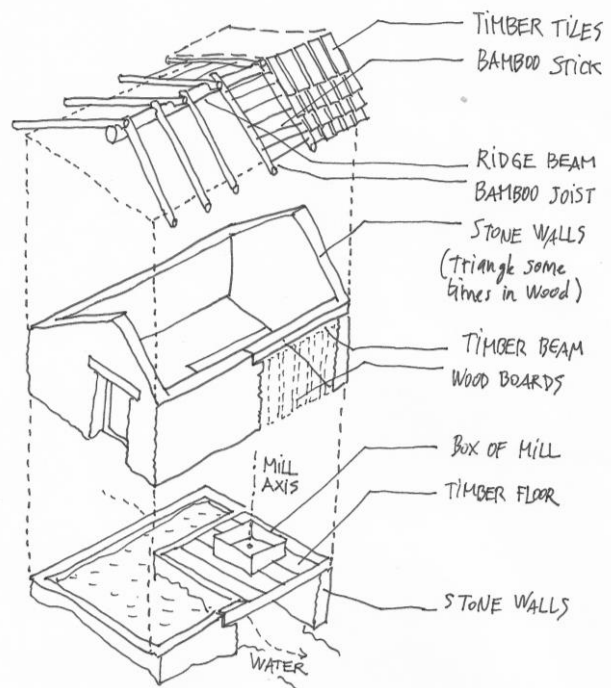 TIMBER TILES
BAMBOO STICK
RIDGE BEAM
BAMBOO JOIST
STONE WALLS
(Triangle some
times in Wood)
TIMBER BEAM
WOOD BOARDS
BOX OF MILL
MILL
AXIS
TIMBER FLOOR
STONE WALLS
WATER